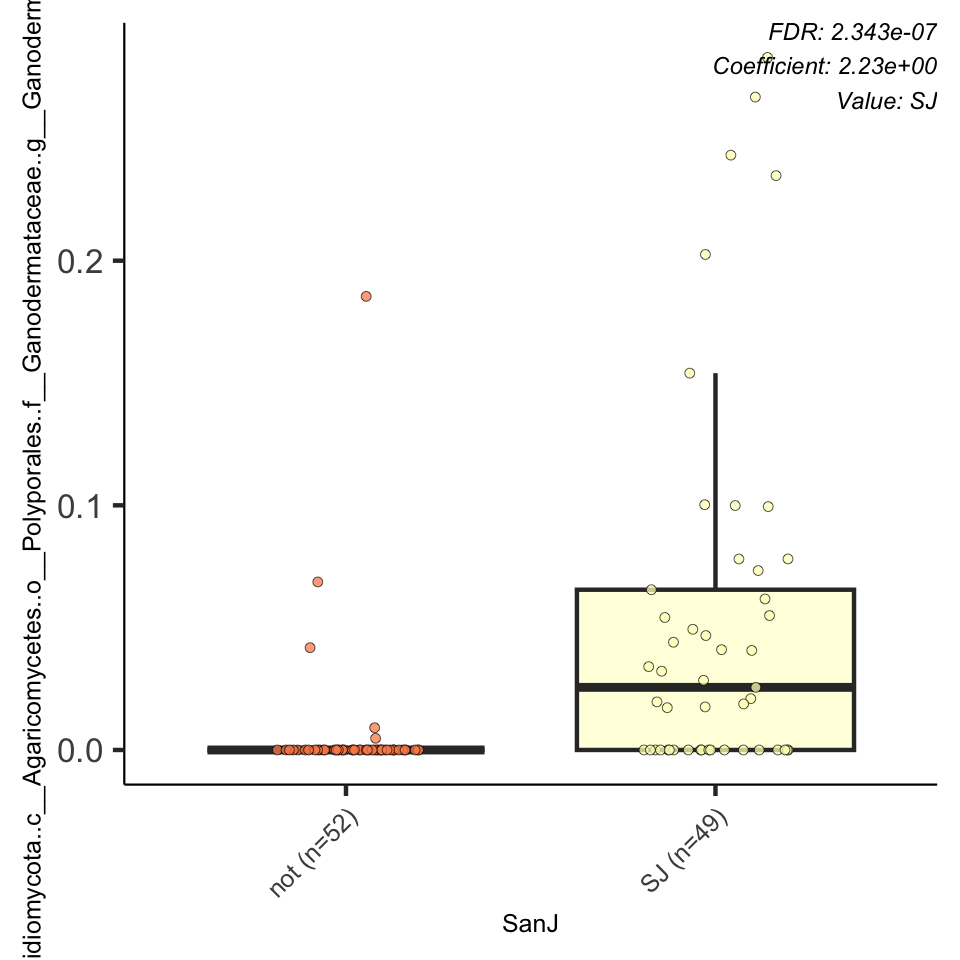 FDR: 2.343e-07
Coefficient: 2.23e+00
Value: SJ
idiomycota..c__Agaricomycetes..o__Polyporales..f__Ganodermataceae..g__Ganoderm
0.2
0.1
0.0
not (n=52)
SJ (n=49)
SanJ